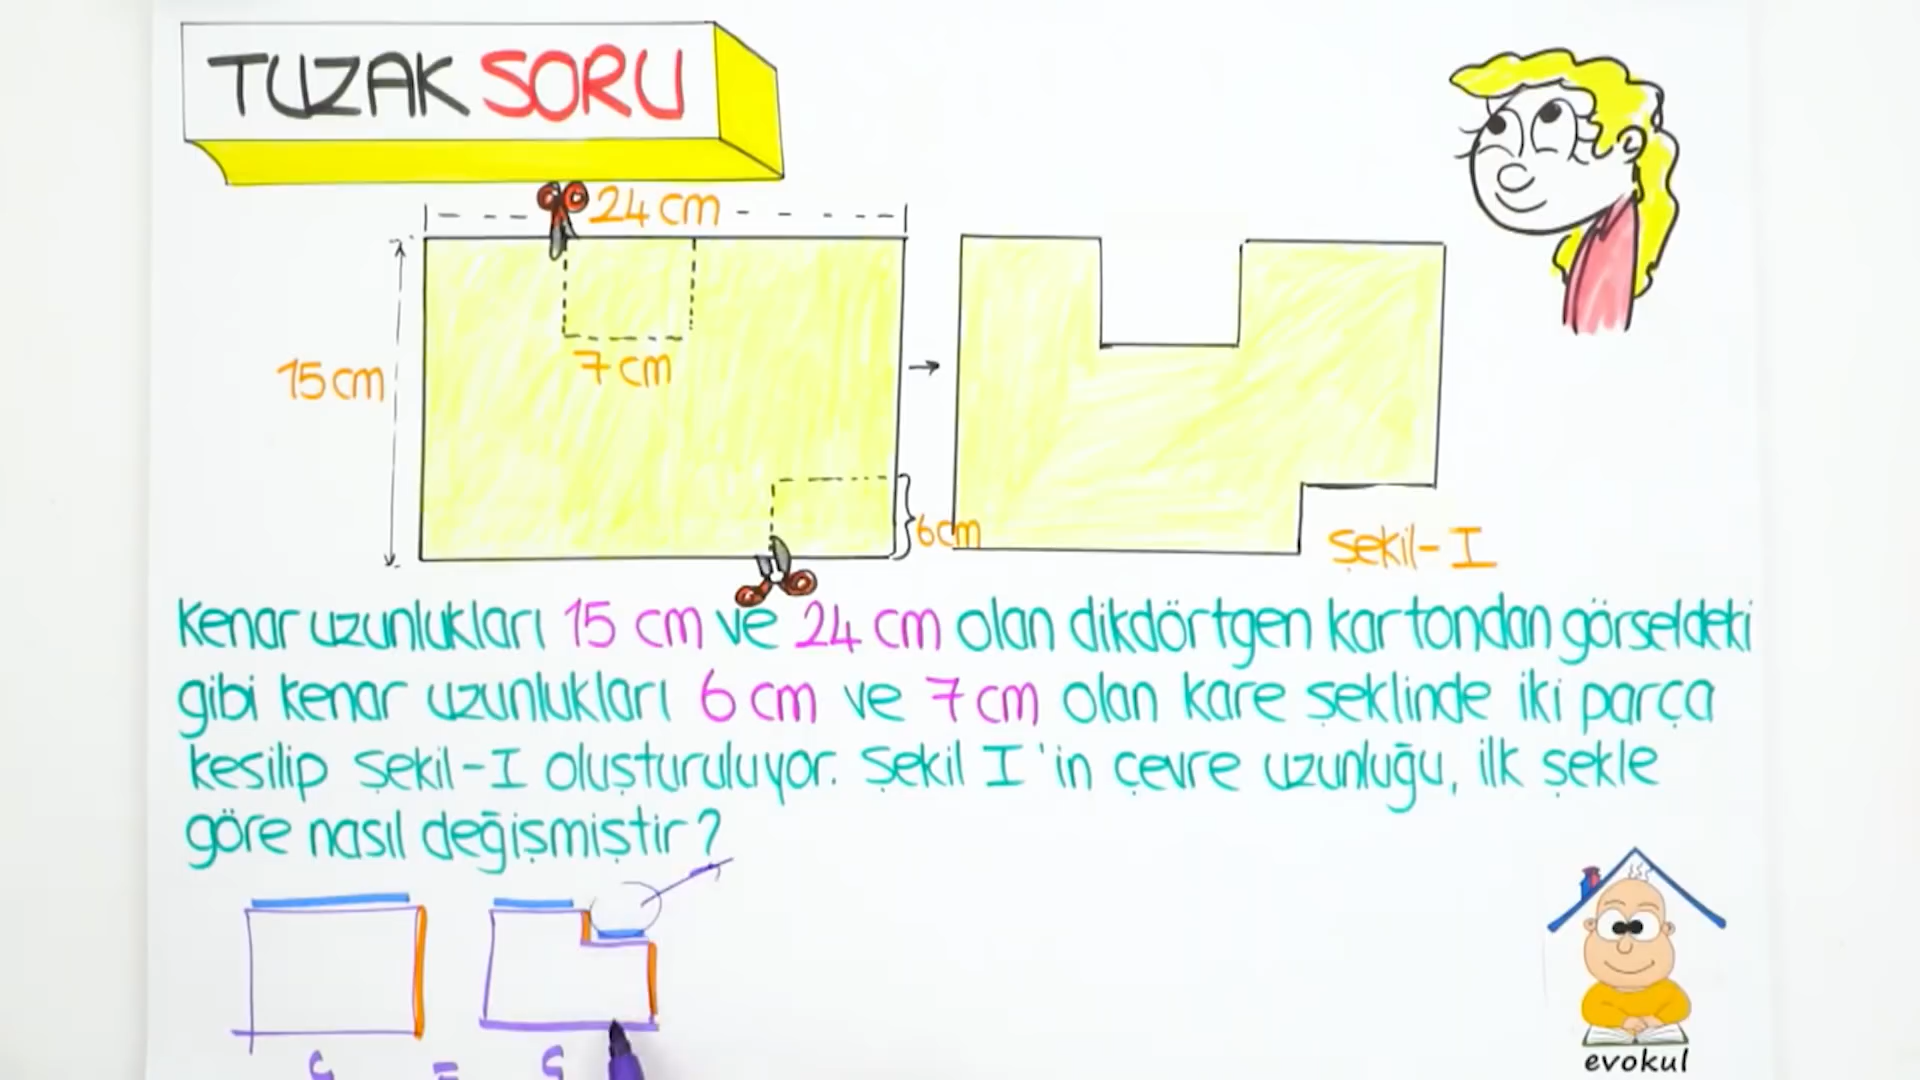 TUZAK SORU
24 cm
15 cm
7 cm
6 cm
Şekil-I
Kenar uzunlukları 15 cm ve 24 cm olan dikdörtgen kartondan görseldeki
gibi kenar uzunlukları 6 cm ve 7 cm olan kare şeklinde iki parça
kesilip Şekil-I oluşturuluyor. Şekil I'in çevre uzunluğu, ilk şekle
göre nasıl değişmiştir?
Ç = Ç
evokul